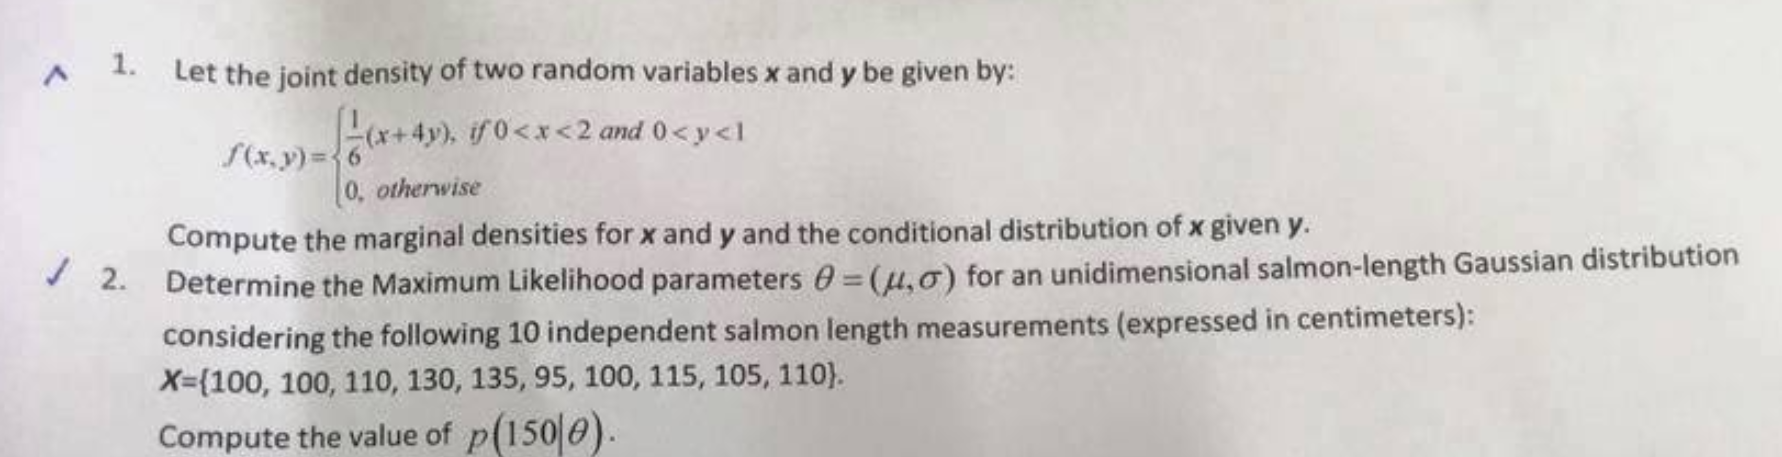 1. Let the joint density of two random variables x and y be given by:
f(x,y)={ 1/6 (x+4y), if 0<x<2 and 0<y<1
0, otherwise
Compute the marginal densities for x and y and the conditional distribution of x given y.
2. Determine the Maximum Likelihood parameters θ=(μ,σ) for an unidimensional salmon-length Gaussian distribution
considering the following 10 independent salmon length measurements (expressed in centimeters):
X={100, 100, 110, 130, 135, 95, 100, 115, 105, 110}.
Compute the value of p(150|θ).